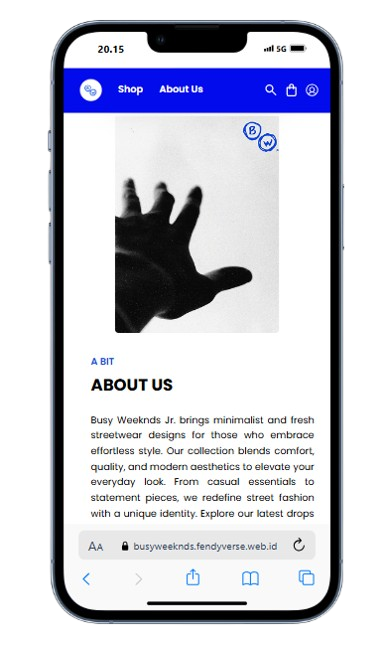 20.15
5G
Shop About Us
B
W
A BIT
ABOUT US
Busy Weeknds Jr. brings minimalist and fresh
streetwear designs for those who embrace
effortless style. Our collection blends comfort,
quality, and modern aesthetics to elevate your
everyday look. From casual essentials to
statement pieces, we redefine street fashion
with a unique identity. Explore our latest drops
AA busyweeknds.fendyverse.web.id